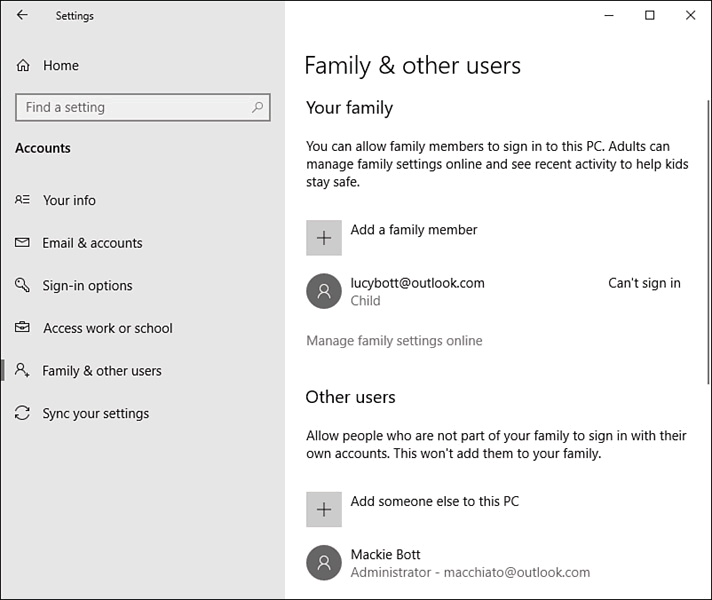 Settings
Home
Find a setting
Accounts
Your info
Email & accounts
Sign-in options
Access work or school
Family & other users
Sync your settings
Family & other users
Your family
You can allow family members to sign in to this PC. Adults can
manage family settings online and see recent activity to help kids
stay safe.
Add a family member
lucybott@outlook.com
Can't sign in
Child
Manage family settings online
Other users
Allow people who are not part of your family to sign in with their
own accounts. This won't add them to your family.
Add someone else to this PC
Mackie Bott
Administrator - macchiato@outlook.com